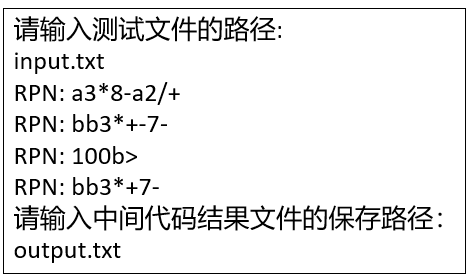 请输入测试文件的路径:
input.txt
RPN: a3*8-a2/+
RPN: bb3*+-7-
RPN: 100b>
RPN: bb3*+7-
请输入中间代码结果文件的保存路径：
output.txt